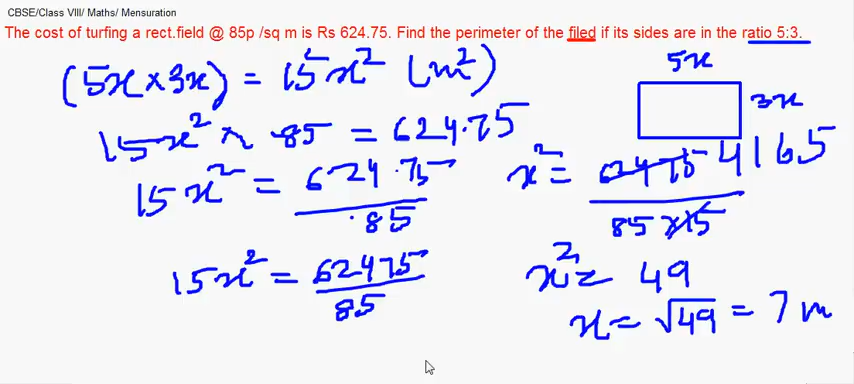 CBSE/Class VIII/ Maths/ Mensuration
The cost of turfing a rect.field @ 85p /sq m is Rs 624.75. Find the perimeter of the filed if its sides are in the ratio 5:3.
5x
3x
(5x × 3x) = 15x² (m²)
15x² × .85 = 624.75
15x² = 624.75 / .85
15x² = 62475 / 85
x² = 62475 4165 / 85 × 15
x² = 49
x = √49 = 7 m